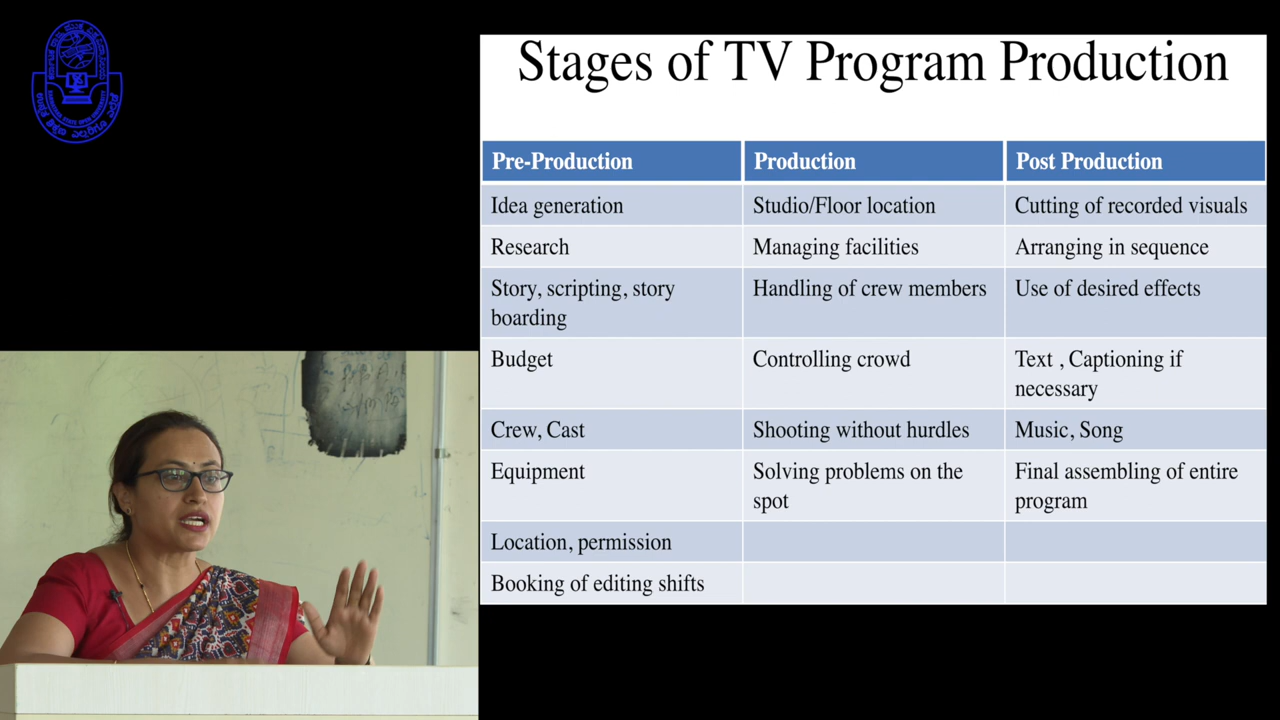 Stages of TV Program Production
Pre-Production
Production
Post Production
Idea generation
Studio/Floor location
Cutting of recorded visuals
Research
Managing facilities
Arranging in sequence
Story, scripting, story
boarding
Handling of crew members
Use of desired effects
Budget
Controlling crowd
Text , Captioning if
necessary
Crew, Cast
Shooting without hurdles
Music, Song
Equipment
Solving problems on the
spot
Final assembling of entire
program
Location, permission
Booking of editing shifts